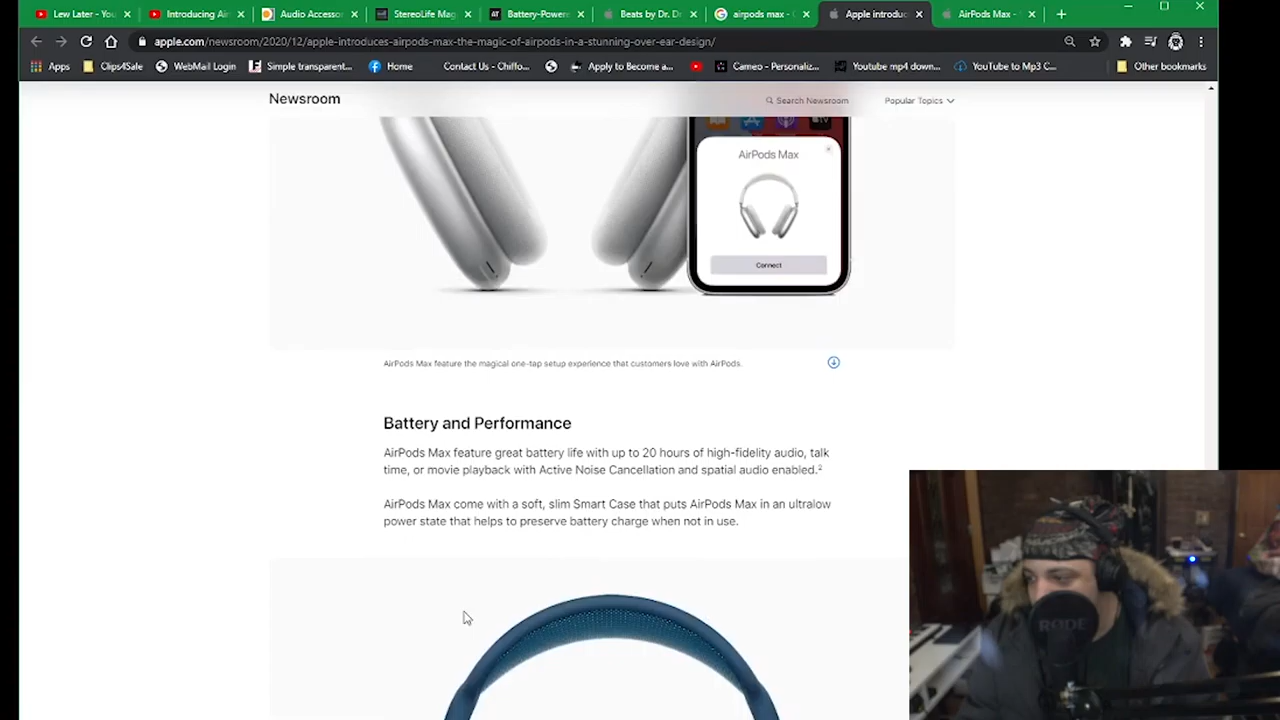 Lew Later - You
Introducing Air
Audio Accessor
StereoLife Mag
Battery-Powere
Beats by Dr. Dr
airpods max -
Apple introduc
AirPods Max -
apple.com/newsroom/2020/12/apple-introduces-airpods-max-the-magic-of-airpods-in-a-stunning-over-ear-design/
Apps
Clips4Sale
WebMail Login
Simple transparent...
Home
Contact Us - Chiffo...
Apply to Become a...
Cameo - Personaliz...
Youtube mp4 down...
YouTube to Mp3 C...
Other bookmarks
Newsroom
Search Newsroom
Popular Topics
AirPods Max
Connect
AirPods Max feature the magical one-tap setup experience that customers love with AirPods.
Battery and Performance
AirPods Max feature great battery life with up to 20 hours of high-fidelity audio, talk
time, or movie playback with Active Noise Cancellation and spatial audio enabled.2
AirPods Max come with a soft, slim Smart Case that puts AirPods Max in an ultralow
power state that helps to preserve battery charge when not in use.
RODE